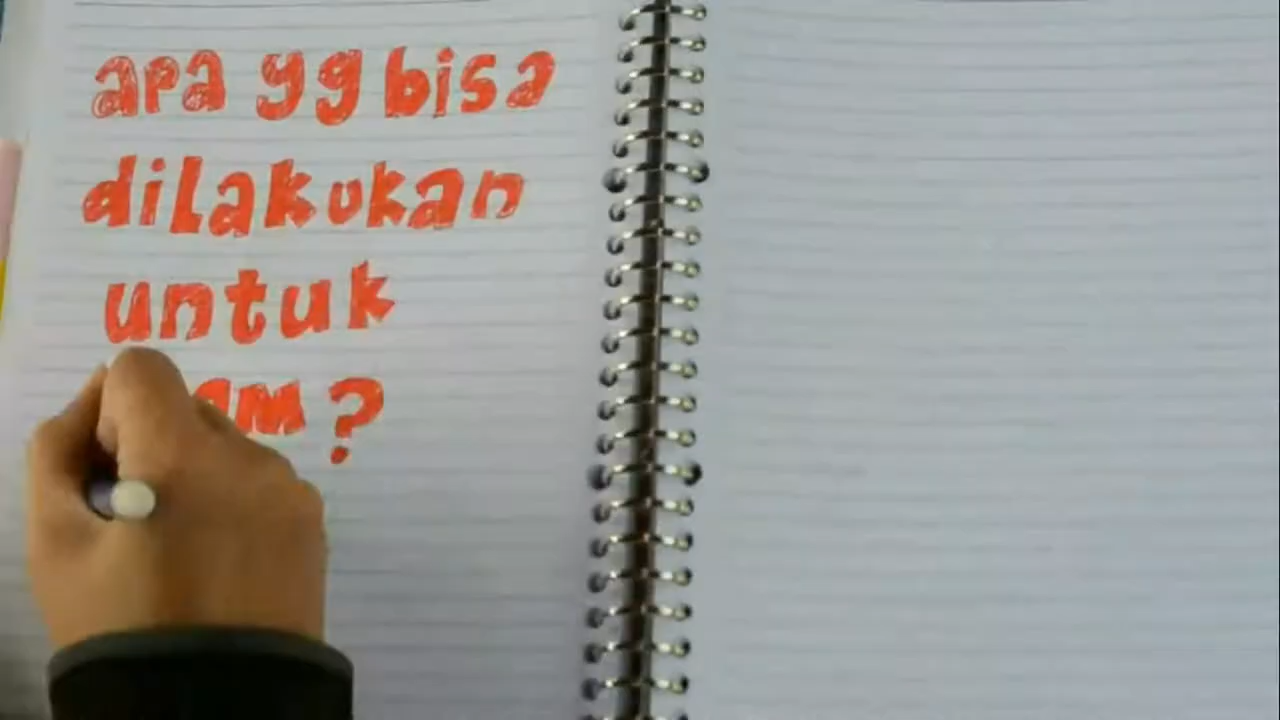 apa yg bisa
dilakukan
untuk
?